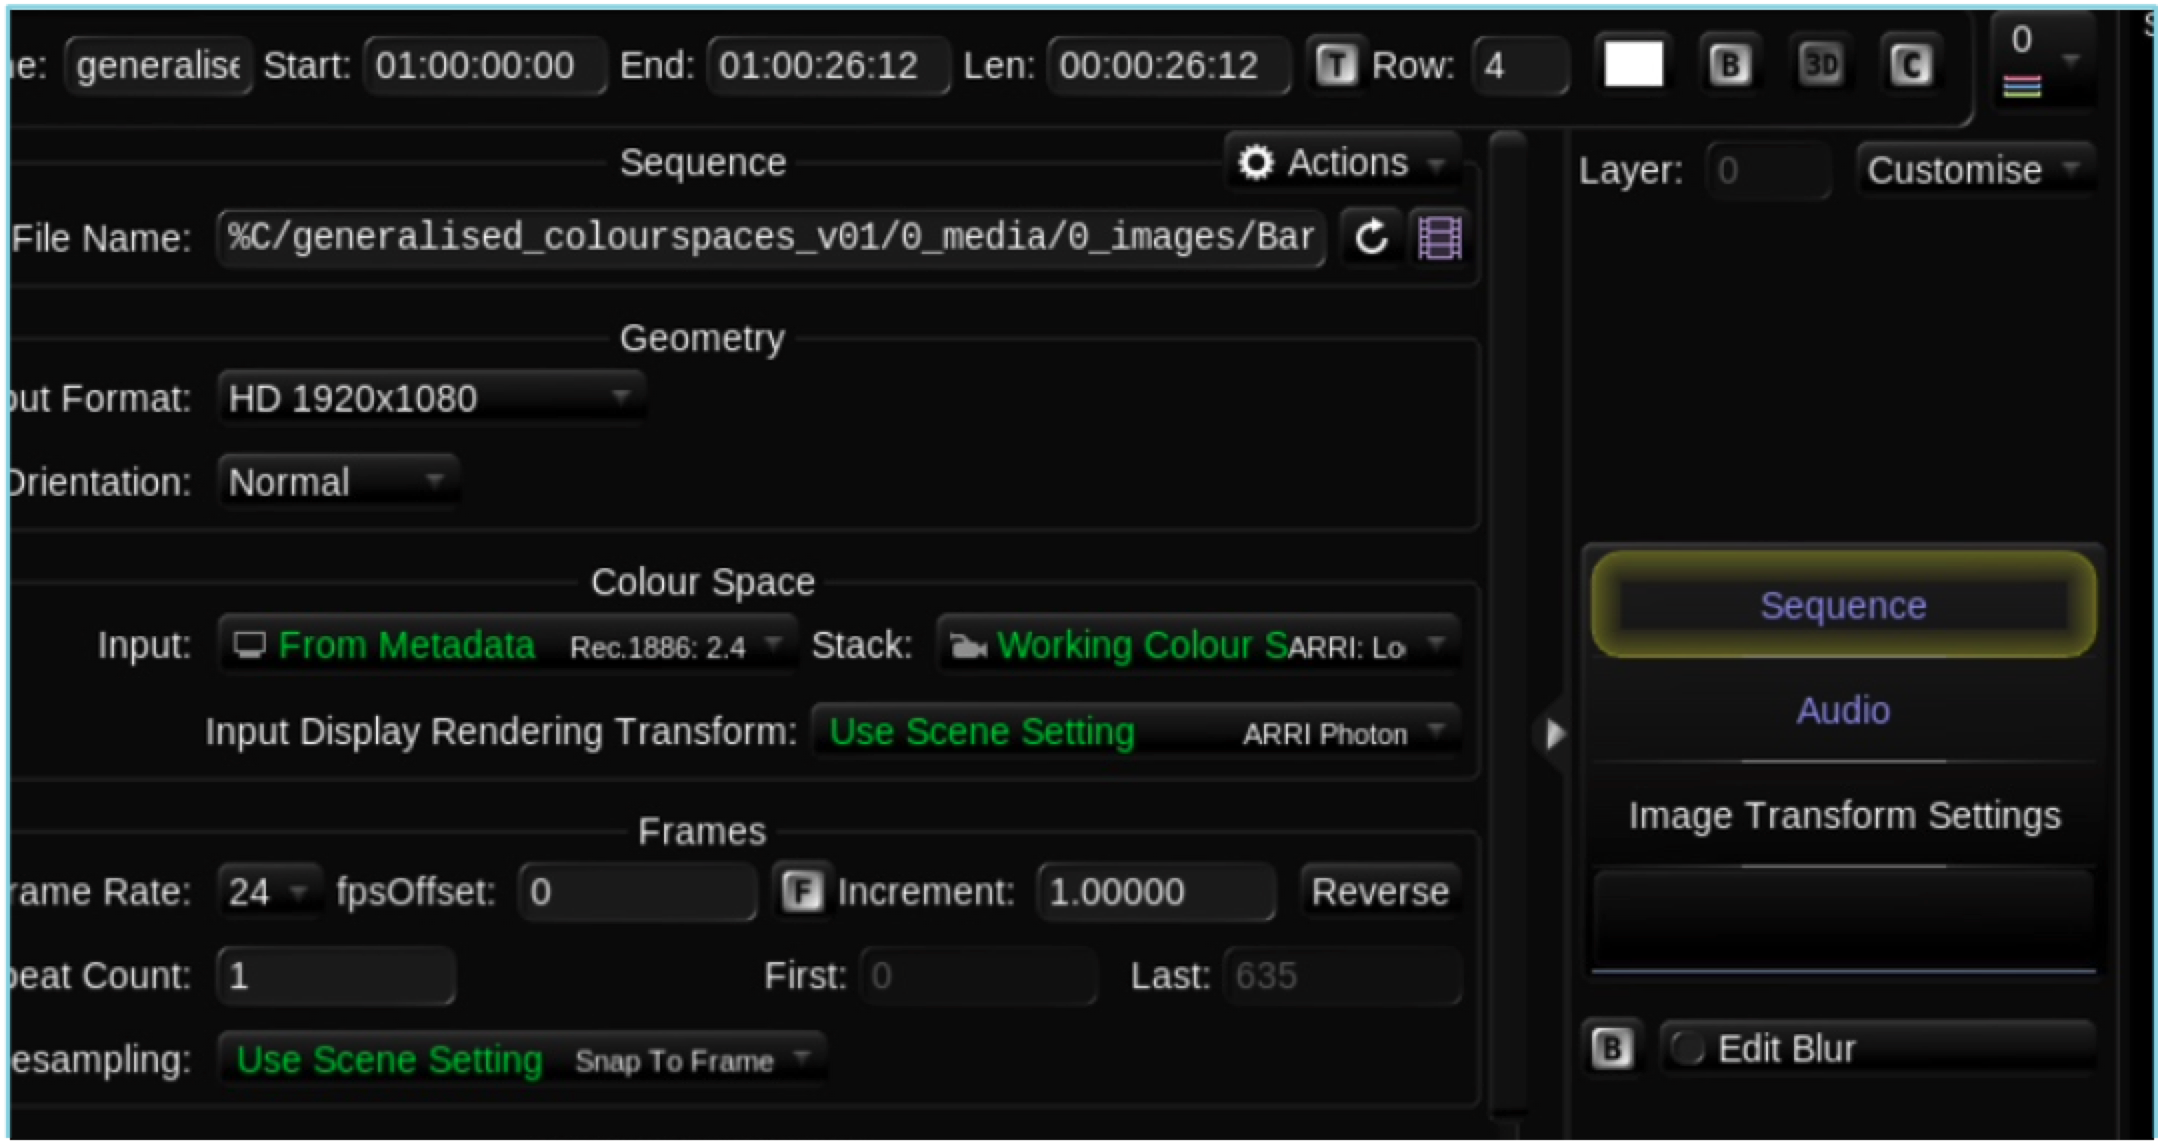 e: generalise Start: 01:00:00:00 End: 01:00:26:12 Len: 00:00:26:12 T Row: 4 B 3D C 0
Sequence Actions
Layer: 0 Customise
File Name: %C/generalised_colourspaces_v01/0_media/0_images/Bar
Geometry
out Format: HD 1920x1080
Orientation: Normal
Colour Space
Input: From Metadata Rec.1886: 2.4 Stack: Working Colour S ARRI: Lo
Input Display Rendering Transform: Use Scene Setting ARRI Photon
Frames
rame Rate: 24 fpsOffset: 0 F Increment: 1.00000 Reverse
peat Count: 1 First: 0 Last: 635
esampling: Use Scene Setting Snap To Frame
Sequence
Audio
Image Transform Settings
B Edit Blur